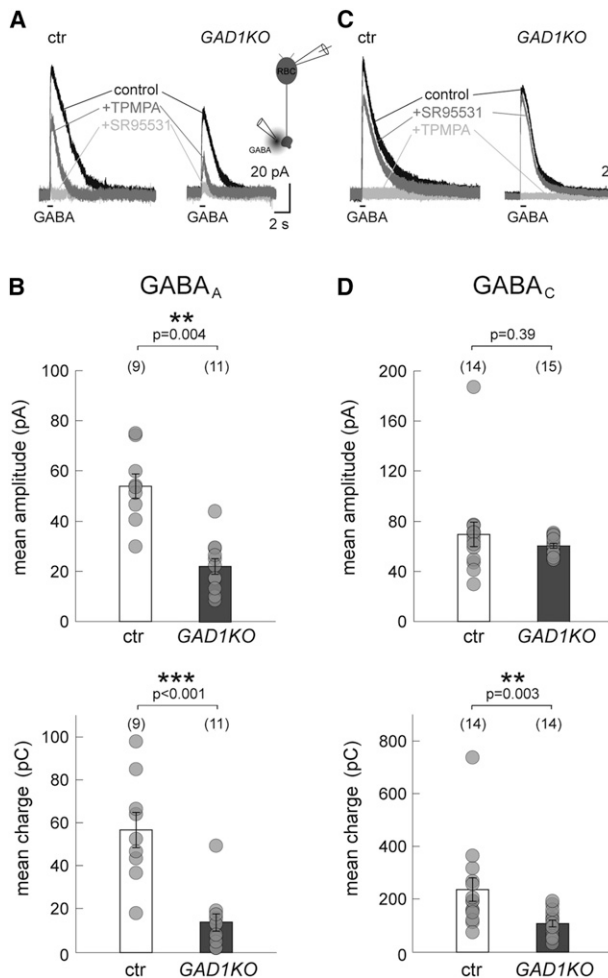 A
ctr
GAD1KO
RBC
control
+TPMPA
+SR95531
GABA
20 pA
2 s
GABA
GABA
C
ctr
GAD1KO
control
+SR95531
+TPMPA
2
GABA
GABA
B
GABAA
**
p=0.004
(9)
(11)
100
80
60
40
20
0
mean amplitude (pA)
ctr
GAD1KO
***
p<0.001
(9)
(11)
100
80
60
40
20
0
mean charge (pC)
ctr
GAD1KO
D
GABAC
p=0.39
(14)
(15)
200
160
120
80
40
0
mean amplitude (pA)
ctr
GAD1KO
**
p=0.003
(14)
(14)
800
600
400
200
0
mean charge (pC)
ctr
GAD1KO